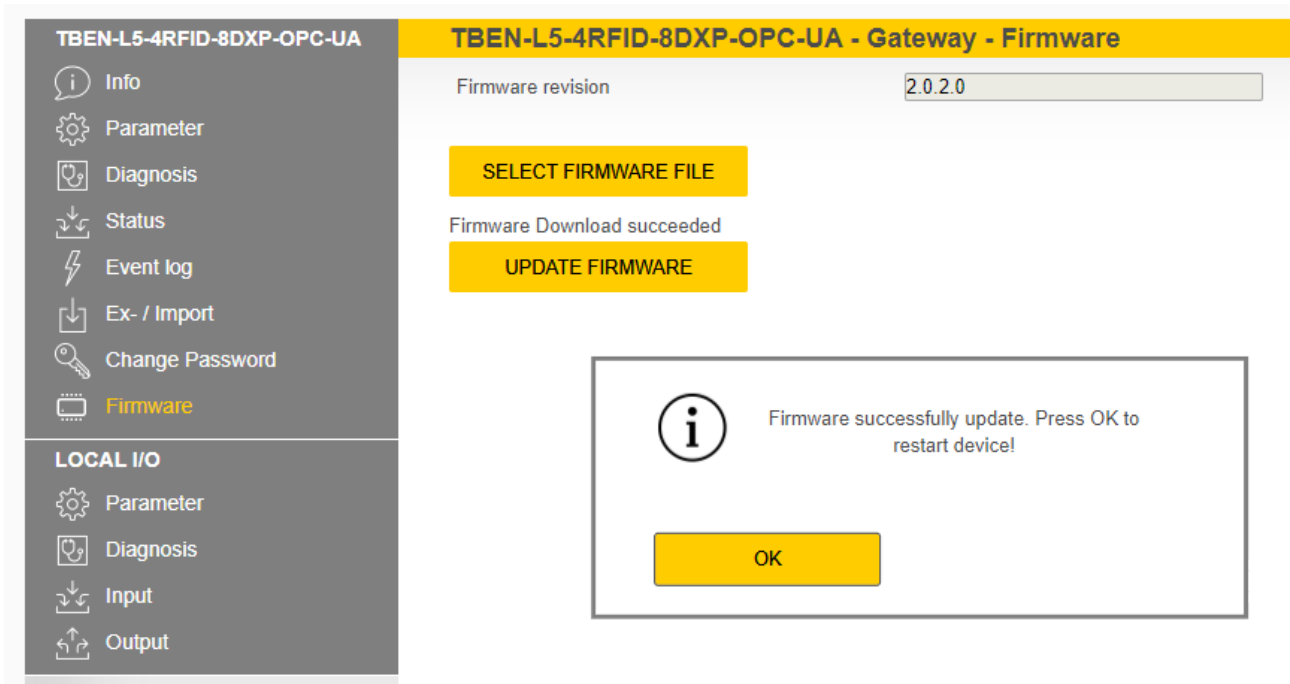 TBEN-L5-4RFID-8DXP-OPC-UA
Info
Parameter
Diagnosis
Status
Event log
Ex- / Import
Change Password
Firmware
LOCAL I/O
Parameter
Diagnosis
Input
Output
TBEN-L5-4RFID-8DXP-OPC-UA - Gateway - Firmware
Firmware revision 2.0.2.0
SELECT FIRMWARE FILE
Firmware Download succeeded
UPDATE FIRMWARE
Firmware successfully update. Press OK to
restart device!
OK